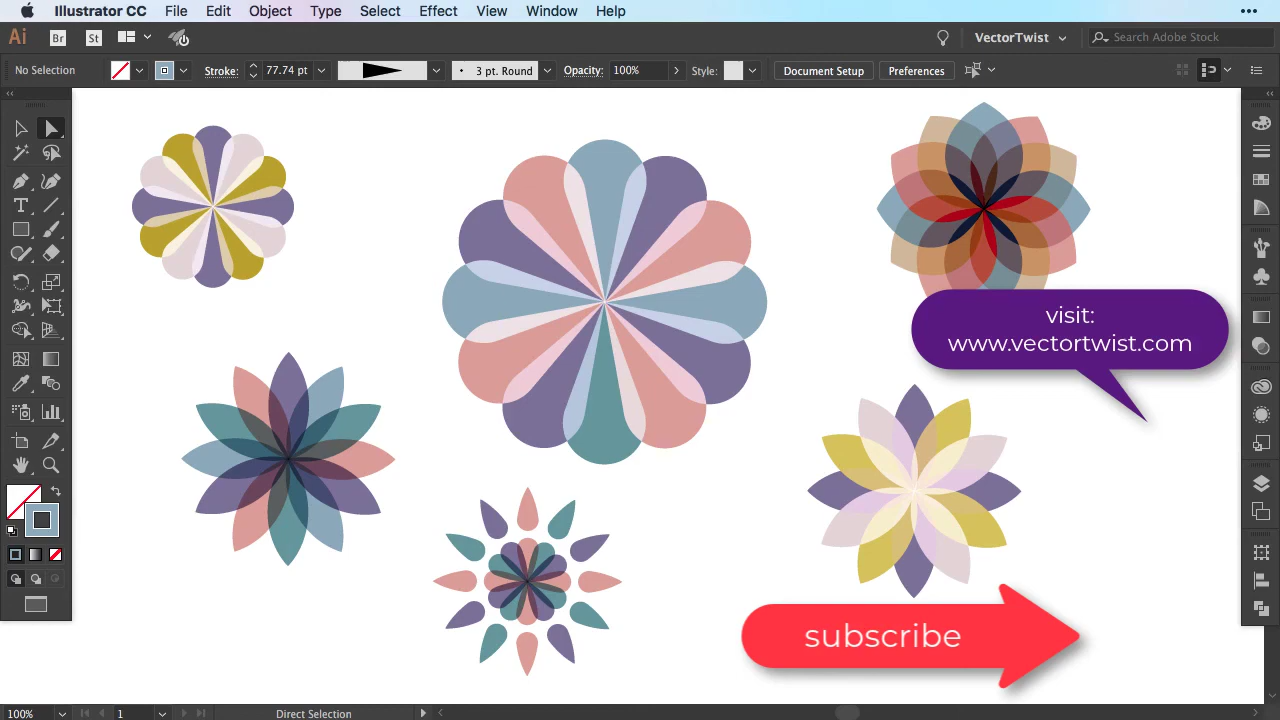 Illustrator CC File Edit Object Type Select Effect View Window Help
Ai Br St VectorTwist Search Adobe Stock
No Selection Stroke: 77.74 pt 3 pt. Round Opacity: 100% Style: Document Setup Preferences
visit:
www.vectortwist.com
subscribe
100% 1 Direct Selection